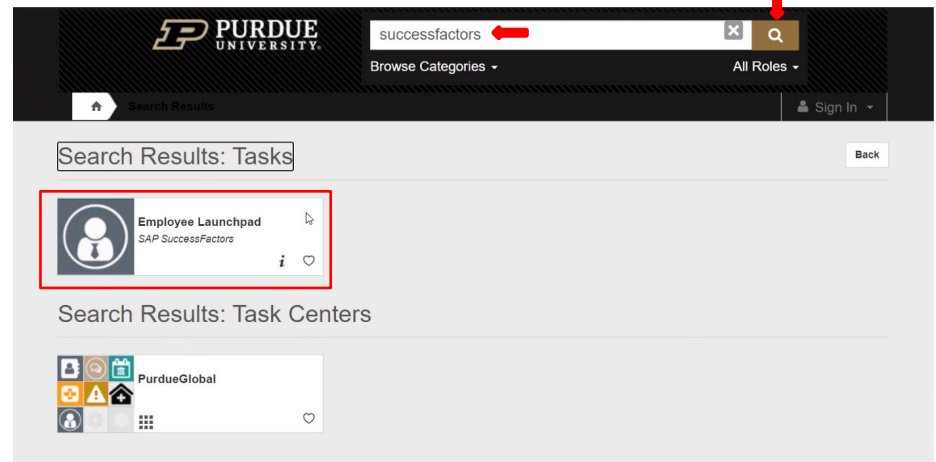 PURDUE
UNIVERSITY.
successfactors
Browse Categories
All Roles
Search Results
Sign In
Search Results: Tasks
Back
Employee Launchpad
SAP SuccessFactors
i
Search Results: Task Centers
PurdueGlobal